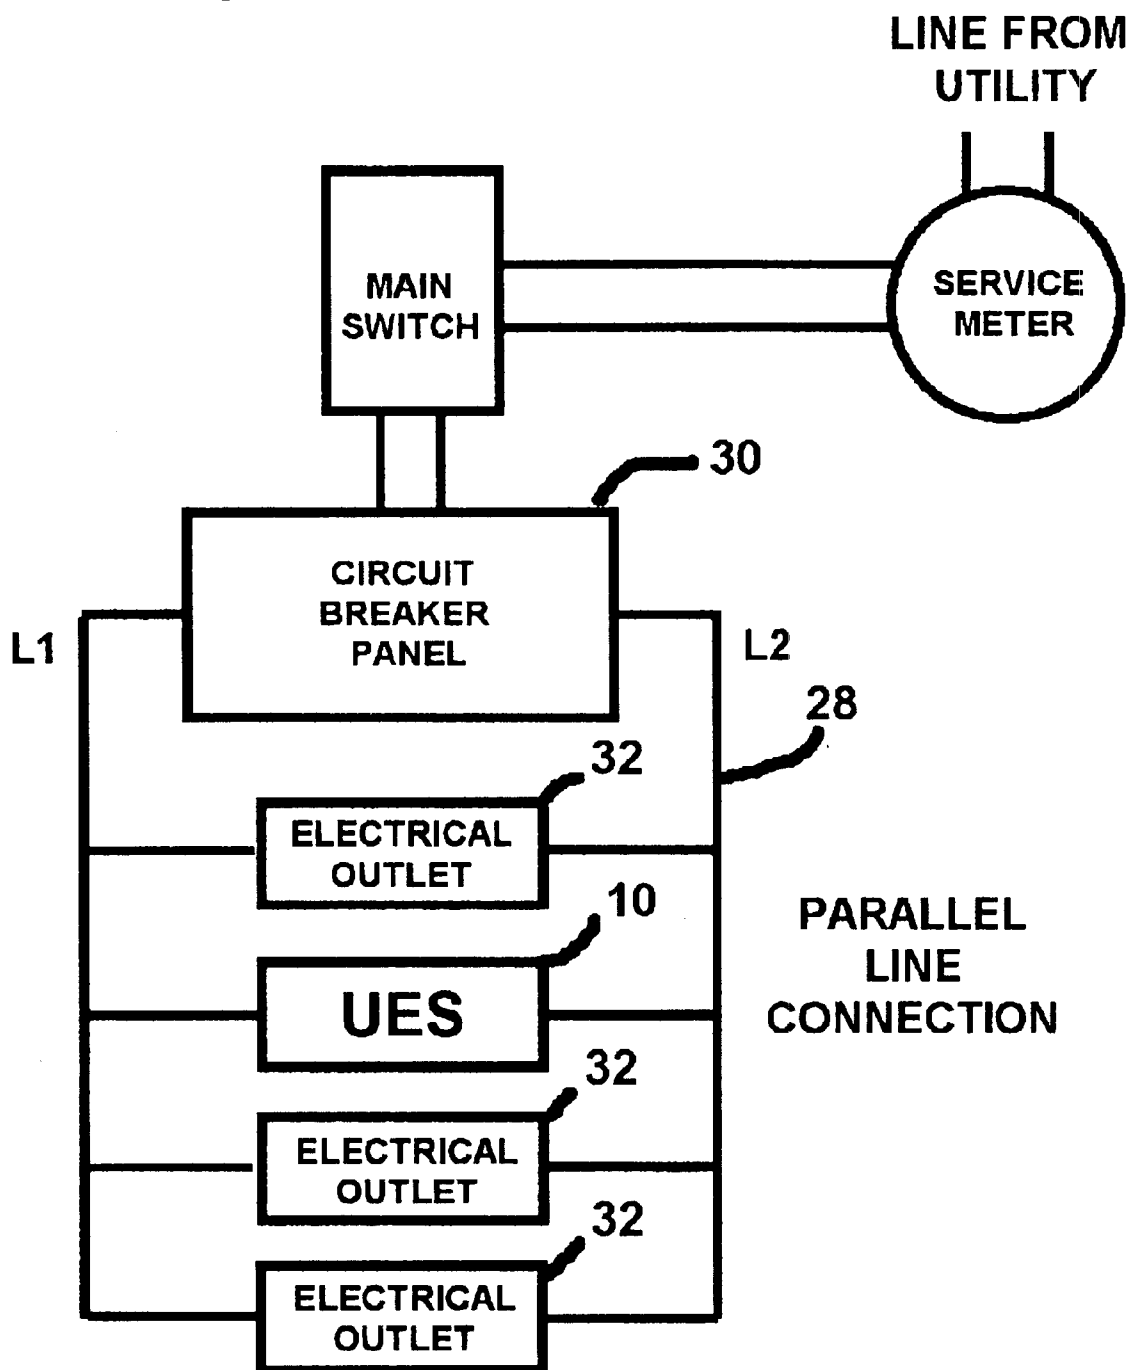 LINE FROM
UTILITY
MAIN
SWITCH
SERVICE
METER
30
CIRCUIT
BREAKER
PANEL
L1
L2
28
32
ELECTRICAL
OUTLET
10
UES
PARALLEL
LINE
CONNECTION
32
ELECTRICAL
OUTLET
32
ELECTRICAL
OUTLET